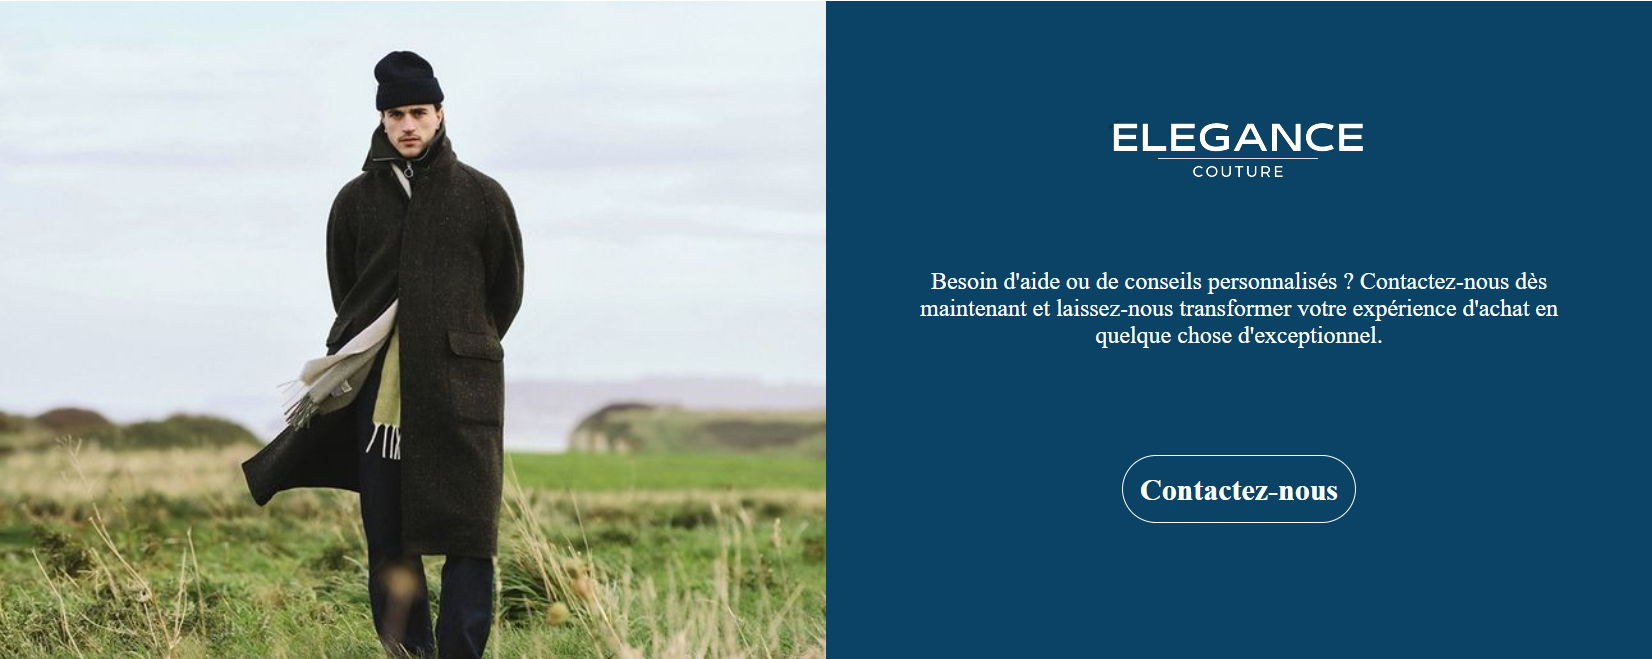 ELEGANCE
COUTURE
Besoin d'aide ou de conseils personnalisés ? Contactez-nous dès
maintenant et laissez-nous transformer votre expérience d'achat en
quelque chose d'exceptionnel.
Contactez-nous